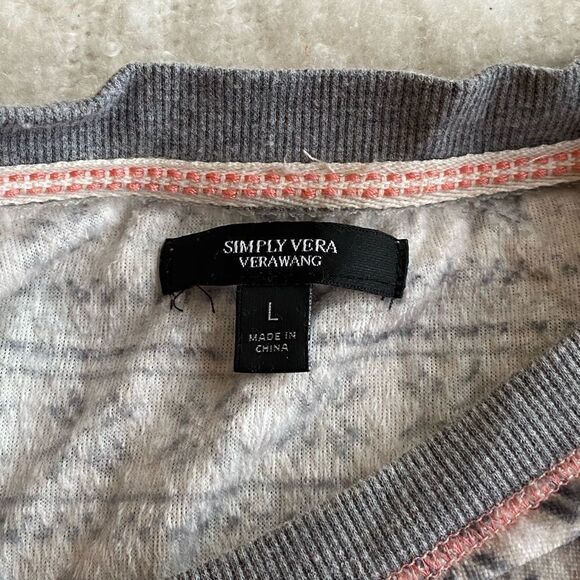 SIMPLY VERA
VERAWANG
L
MADE IN
CHINA